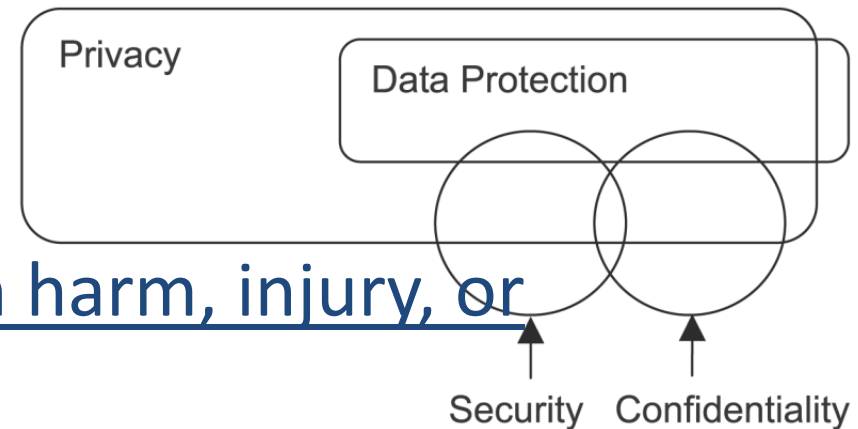 Privacy
Data Protection
harm, injury, or
Security Confidentiality